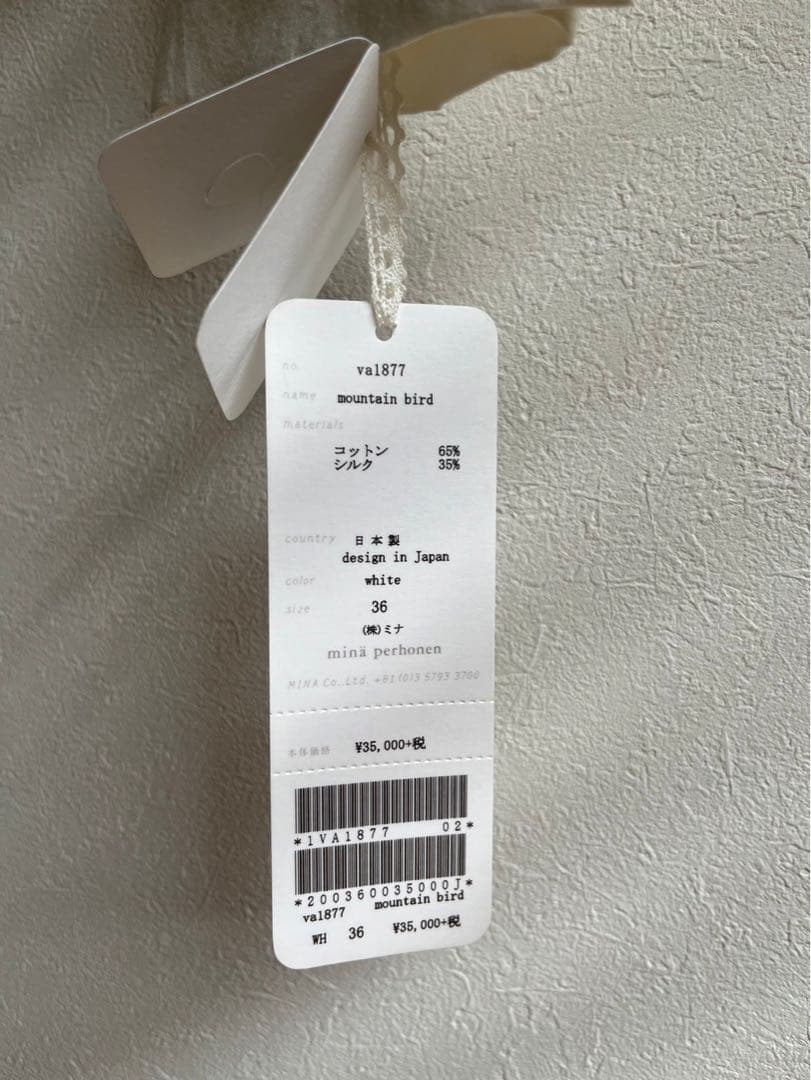 no. va1877
name mountain bird
materials
コットン 65%
シルク 35%
country 日本製
design in Japan
color white
size 36
(株)ミナ
minä perhonen
MINA Co.,Ltd. +81(0)3 5793 3700
本体価格 ¥35,000+税
*1VA1877 02*
*200360035000J*
va1877 mountain bird
WH 36 ¥35,000+税